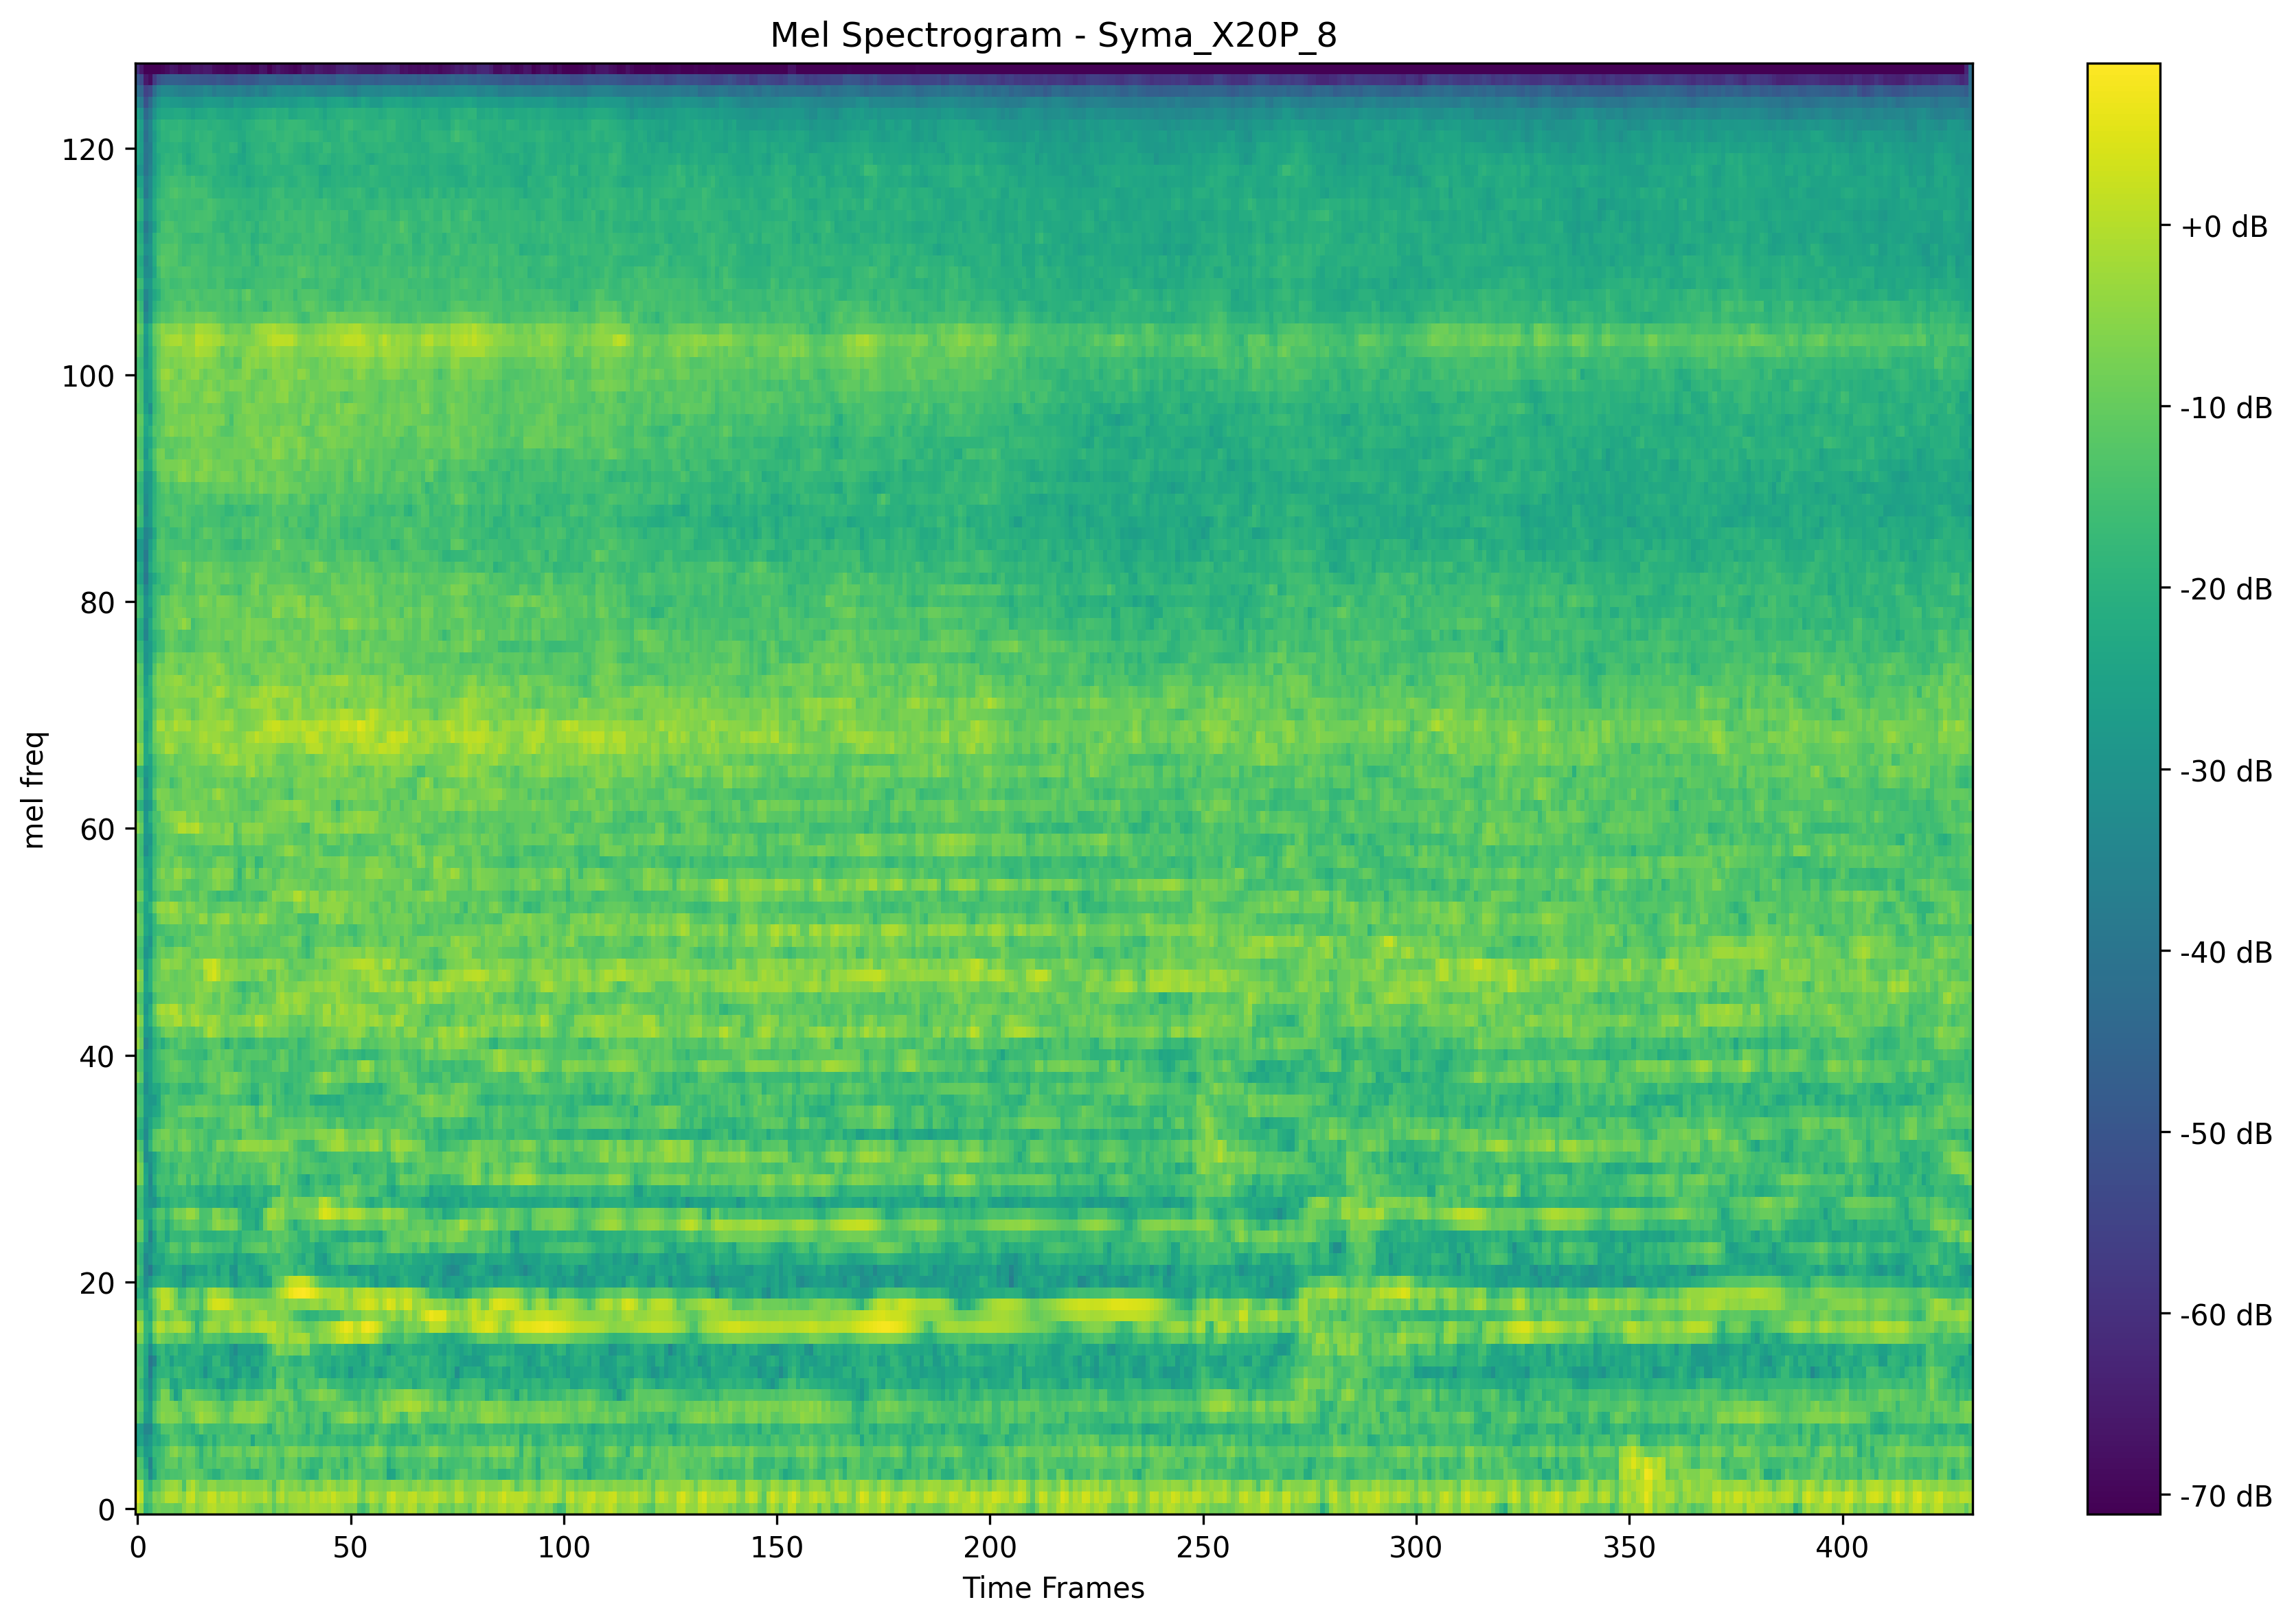 Mel Spectrogram - Syma_X20P_8
mel freq
120
100
80
60
40
20
0
0 50 100 150 200 250 300 350 400
Time Frames
+0 dB
-10 dB
-20 dB
-30 dB
-40 dB
-50 dB
-60 dB
-70 dB